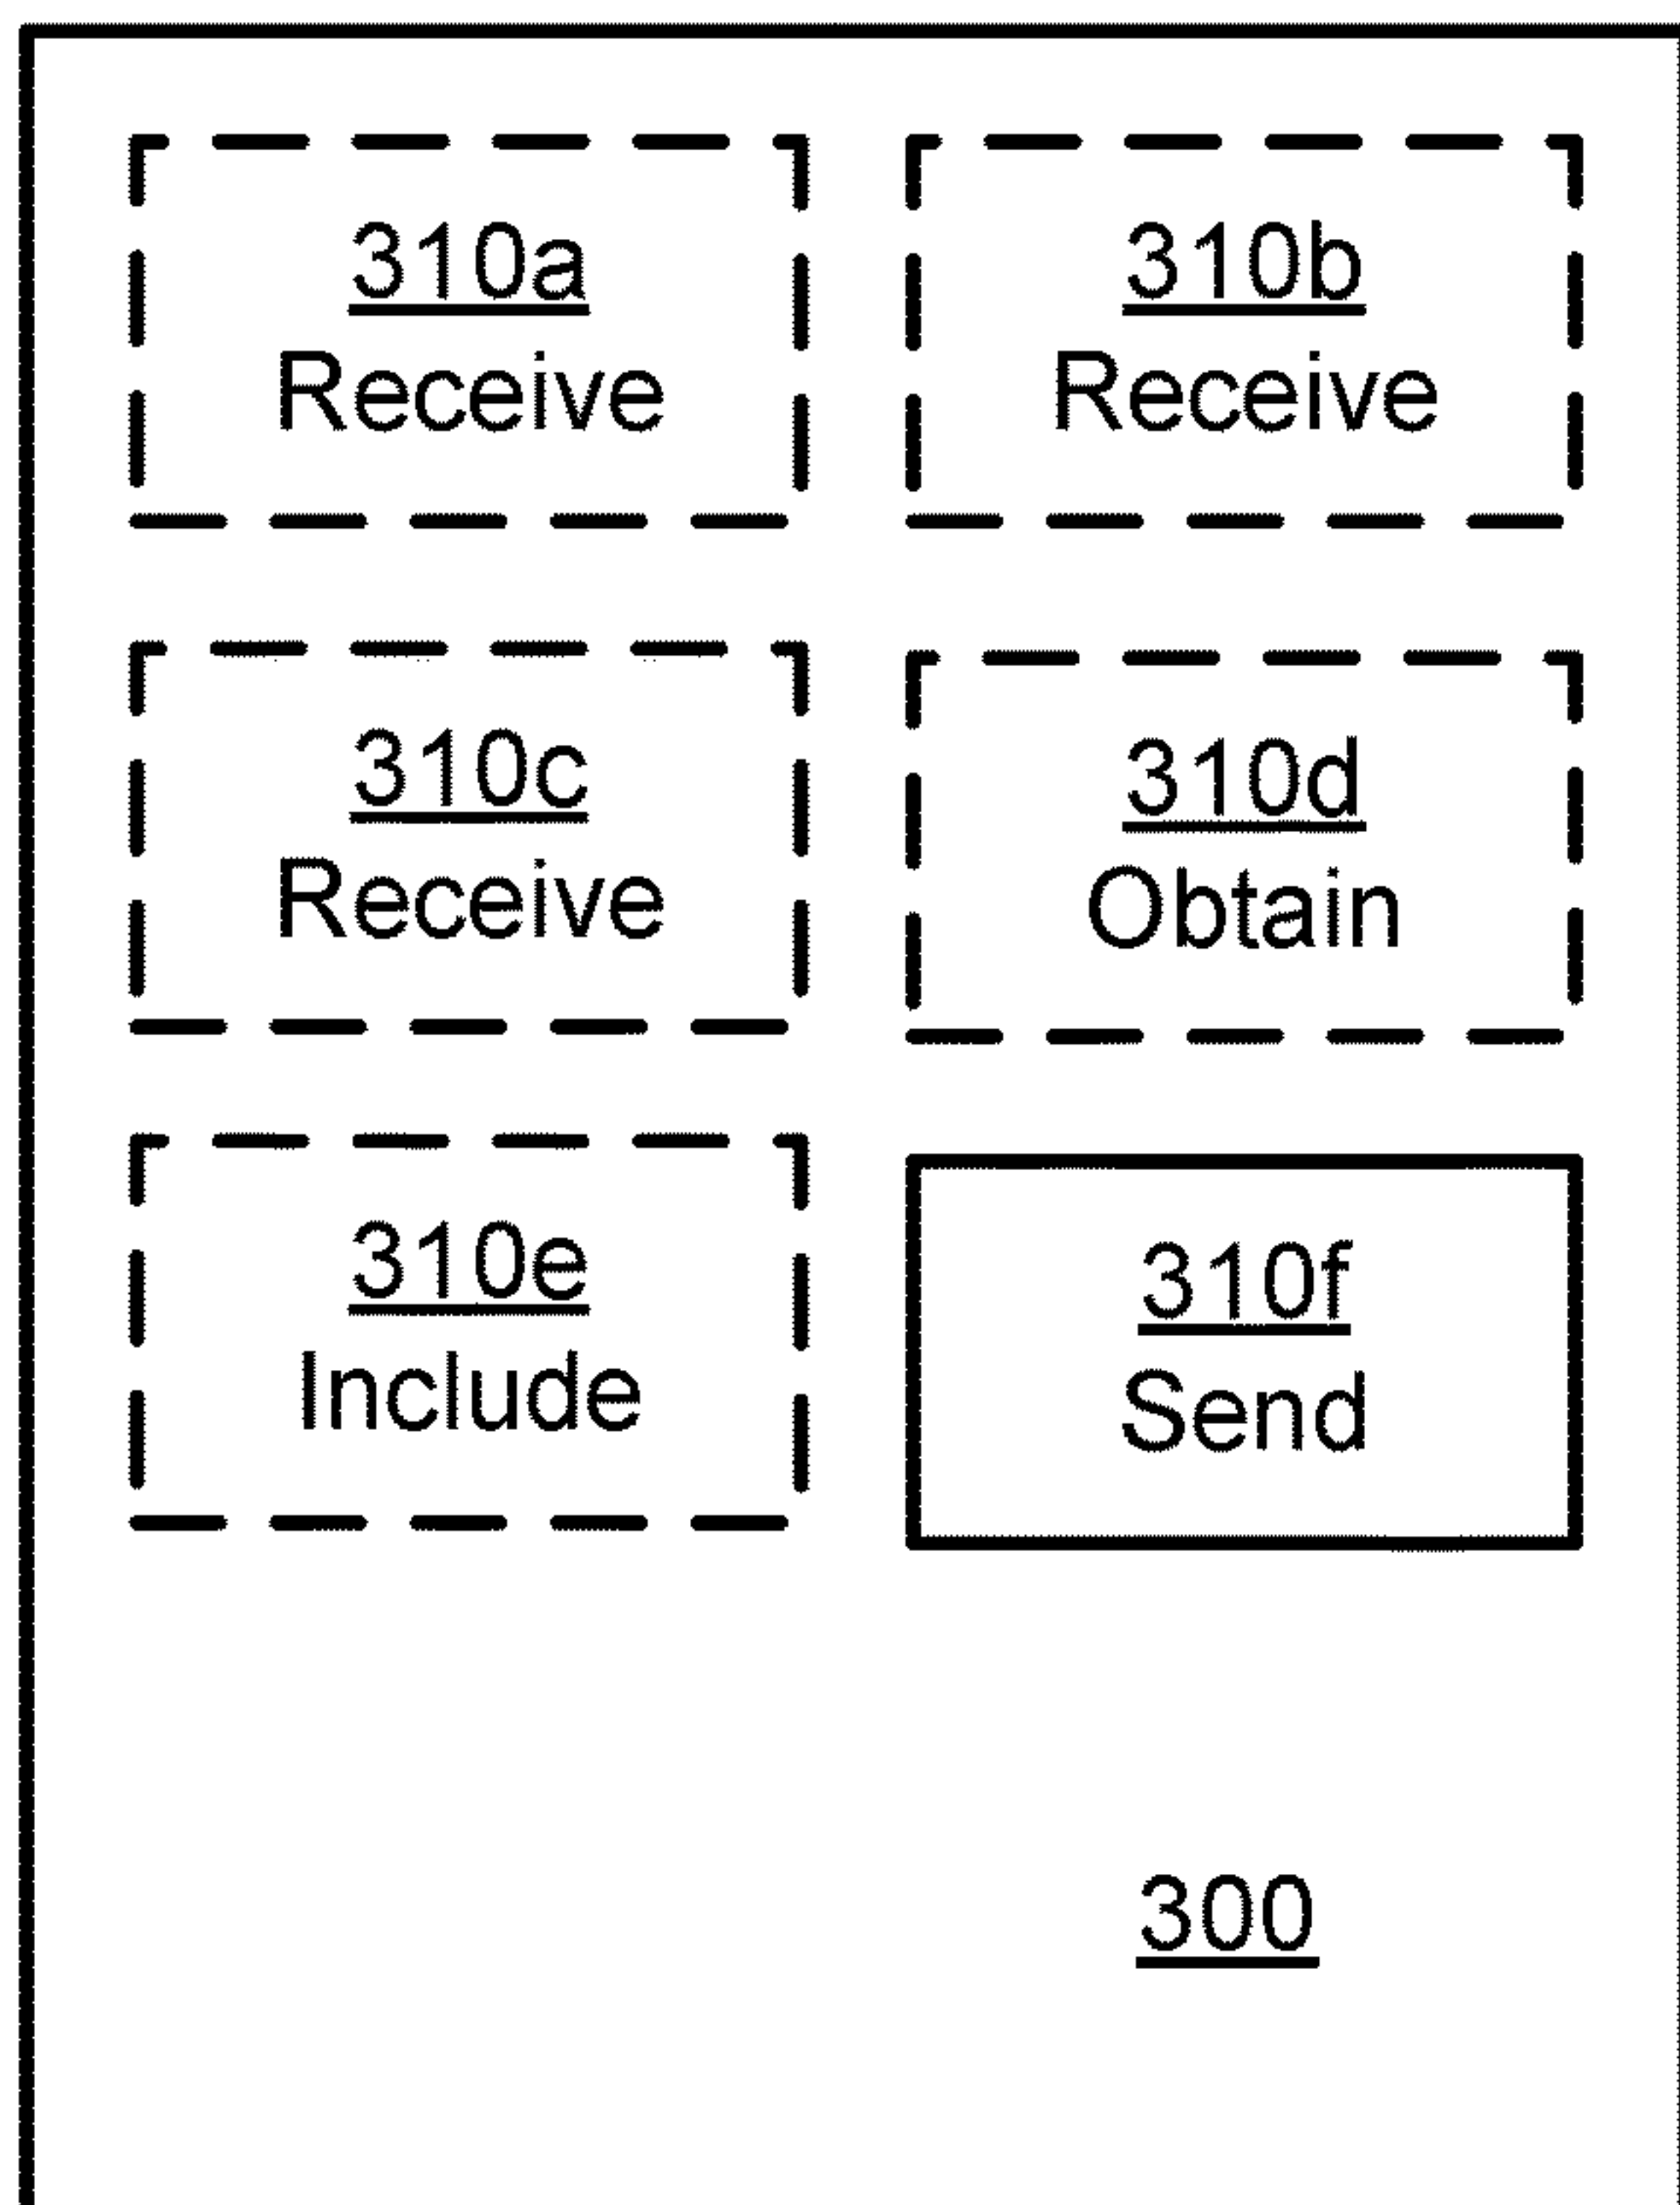 310a
Receive
310b
Receive
310c
Receive
310d
Obtain
310e
Include
310f
Send
300